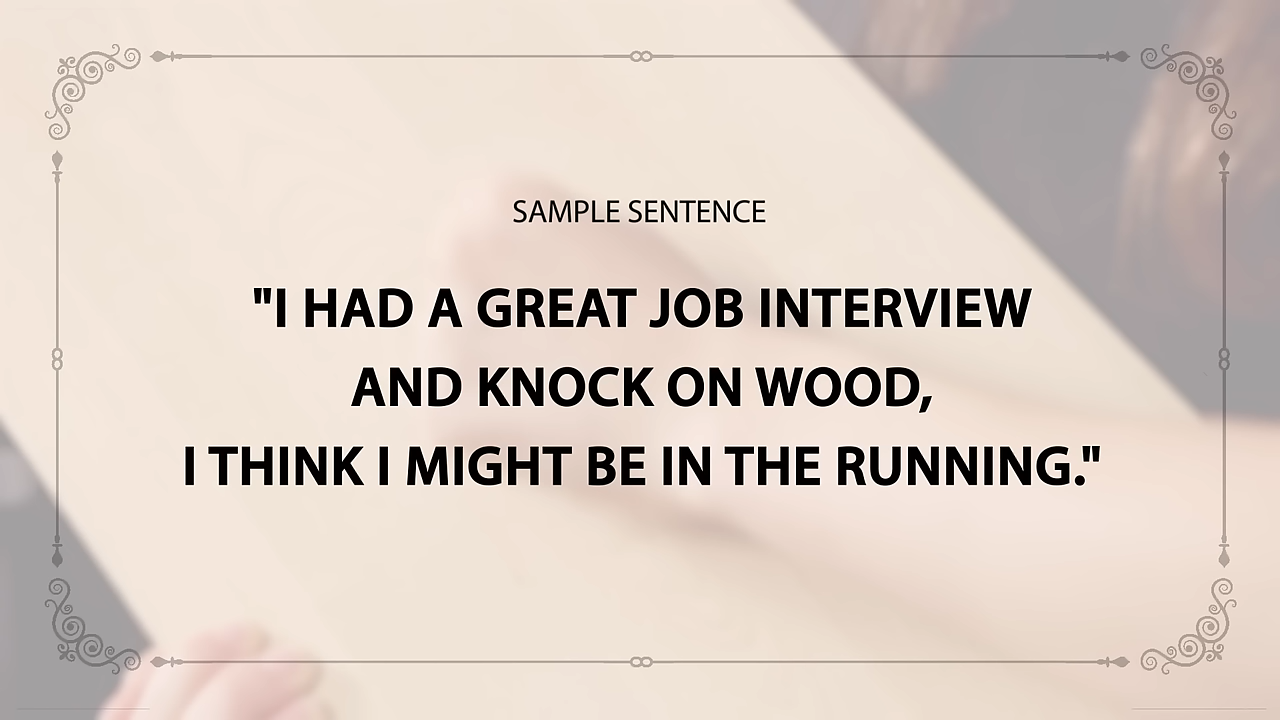 SAMPLE SENTENCE
"I HAD A GREAT JOB INTERVIEW
AND KNOCK ON WOOD,
I THINK I MIGHT BE IN THE RUNNING."